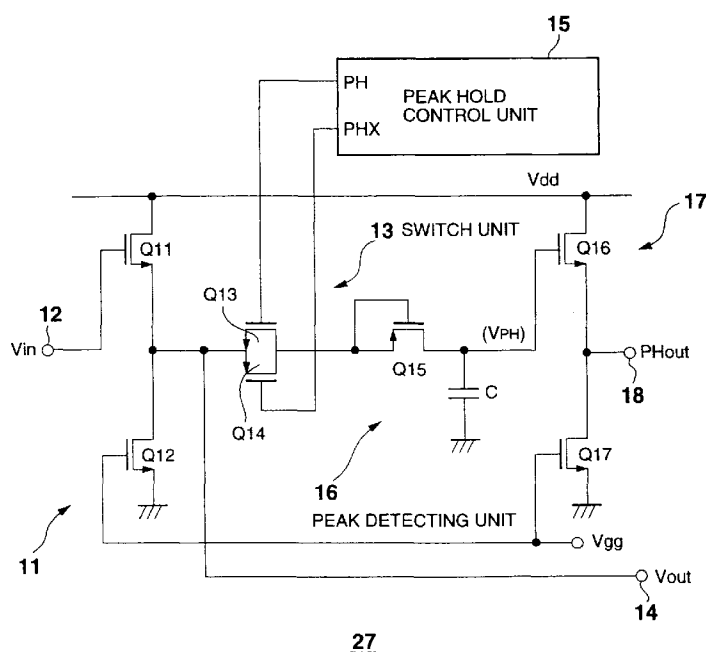 15
PH
PHX
PEAK HOLD
CONTROL UNIT
Vdd
17
13 SWITCH UNIT
Q11
Q16
Q13
12
Vin
(VPH)
PHout
18
Q15
C
Q14
Q12
Q17
16
PEAK DETECTING UNIT
11
Vgg
Vout
14
27